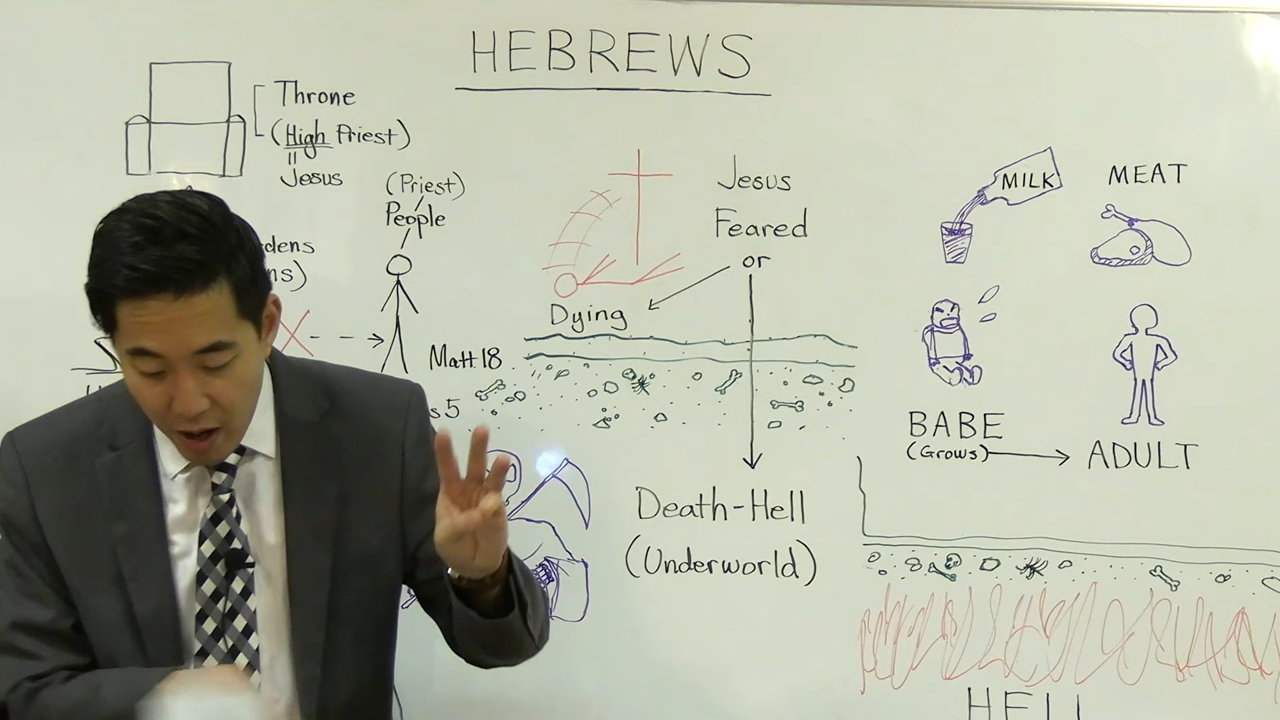 HEBREWS
Throne
(High Priest)
Jesus
(Priest)
People
Matt 18
Jesus
Feared
or
Dying
Death-Hell
(Underworld)
MILK
MEAT
BABE
(Grows)
ADULT
HELL